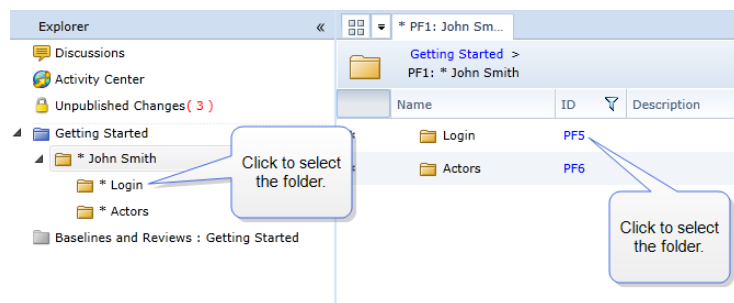 Explorer «
Discussions
Activity Center
Unpublished Changes( 3 )
Getting Started
* John Smith
* Login
* Actors
Baselines and Reviews : Getting Started
Click to select
the folder.
* PF1: John Sm...
Getting Started >
PF1: * John Smith
Name ID Description
Login PF5
Actors PF6
Click to select
the folder.